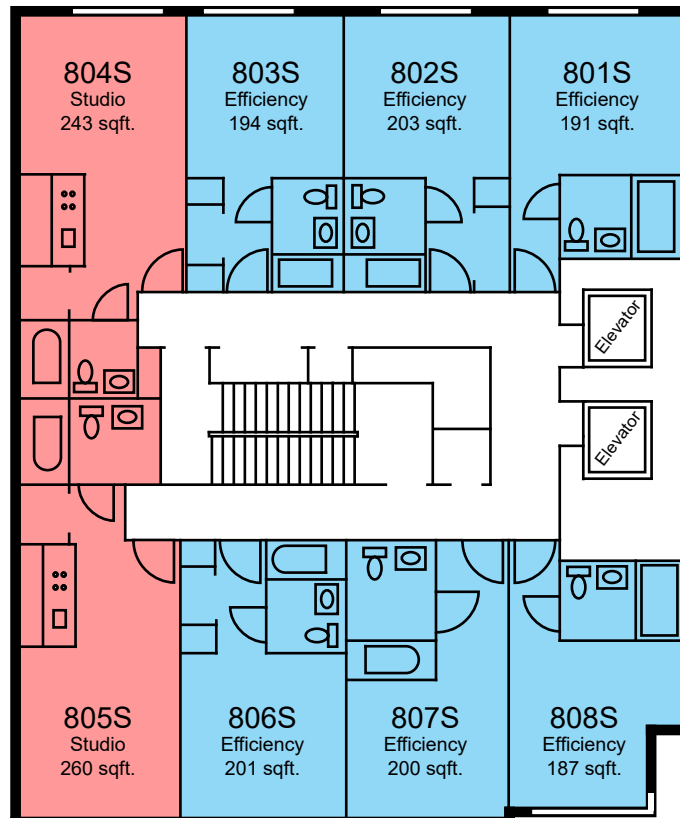 804S
Studio
243 sqft.
803S
Efficiency
194 sqft.
802S
Efficiency
203 sqft.
801S
Efficiency
191 sqft.
Elevator
Elevator
805S
Studio
260 sqft.
806S
Efficiency
201 sqft.
807S
Efficiency
200 sqft.
808S
Efficiency
187 sqft.